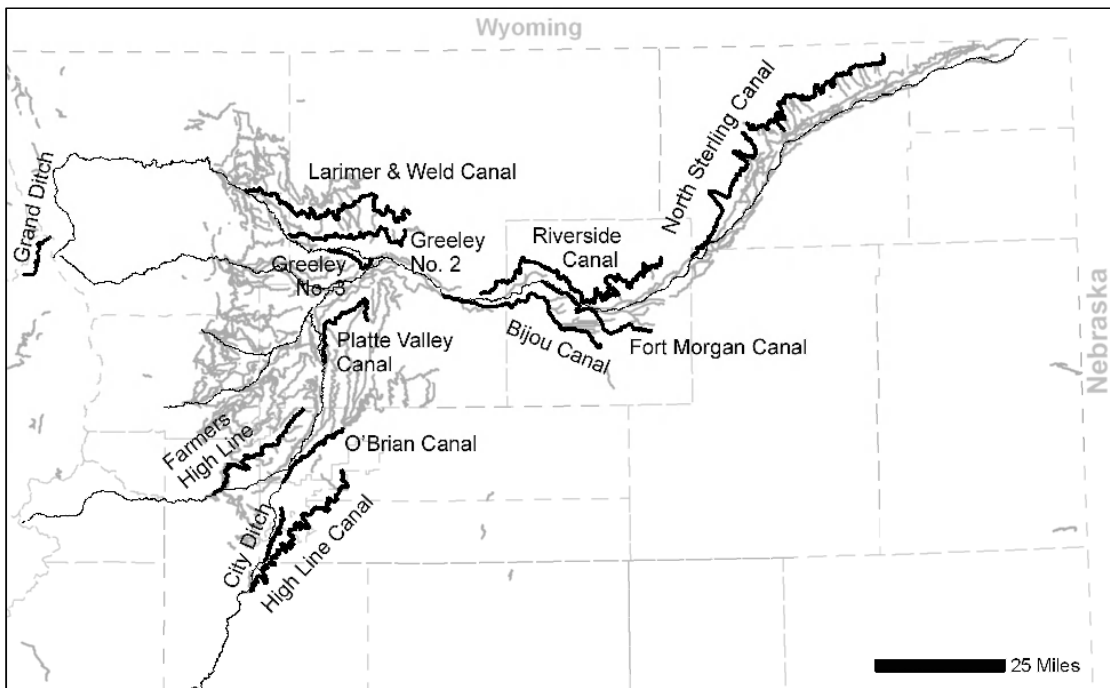 Wyoming
North Sterling Canal
Grand Ditch
Larimer & Weld Canal
Greeley
No. 2
Riverside
Canal
Greeley
No. 3
Platte Valley
Canal
Bijou Canal
Fort Morgan Canal
Nebraska
Farmers
High Line
O'Brian Canal
City Ditch
High Line Canal
25 Miles